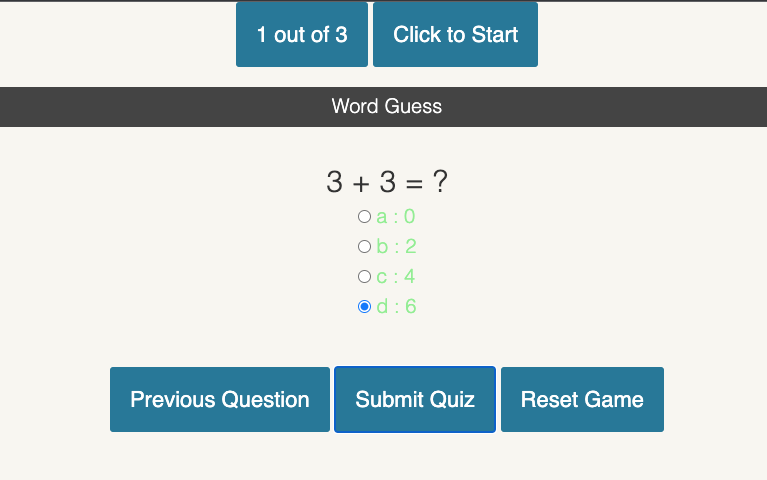 1 out of 3 Click to Start
Word Guess
3 + 3 = ?
a : 0
b : 2
c : 4
d : 6
Previous Question Submit Quiz Reset Game